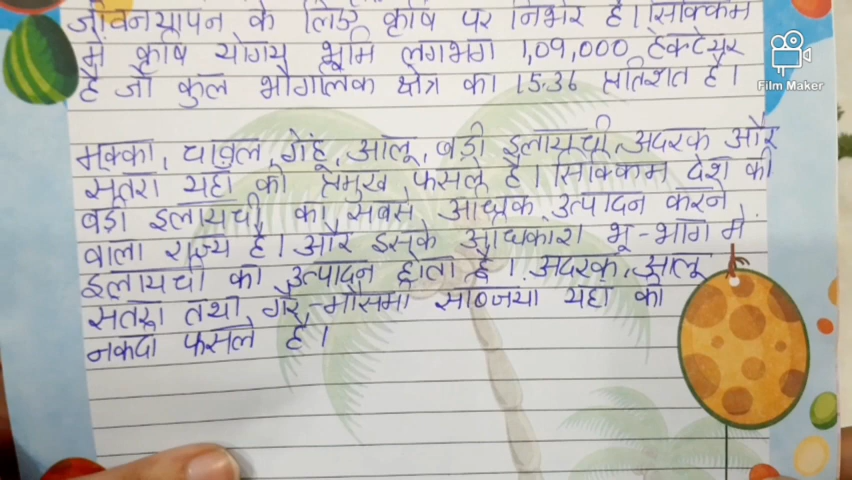 जीवनयापन के लिए कृषि पर निर्भर है। सिक्किम
में कृषि योग्य भूमि लगभग 1,09,000 हेक्टेयर
है जो कुल भौगोलिक क्षेत्र का 15.36 प्रतिशत है।
मक्का, चावल, गेंहू, आलू, बड़ी इलायची, अदरक और
सतरा यहां की प्रमुख फसलें हैं। सिक्किम देश की
बड़ी इलायची का सबसे अधिक उत्पादन करने
वाला राज्य है। और इसके अधिकांश भू-भाग में
इलायची का उत्पादन होता है। अदरक, आलू
सतरा तथा गैर-मौसमी सब्जियां यहां की
नकदी फसलें हैं।
Film Maker